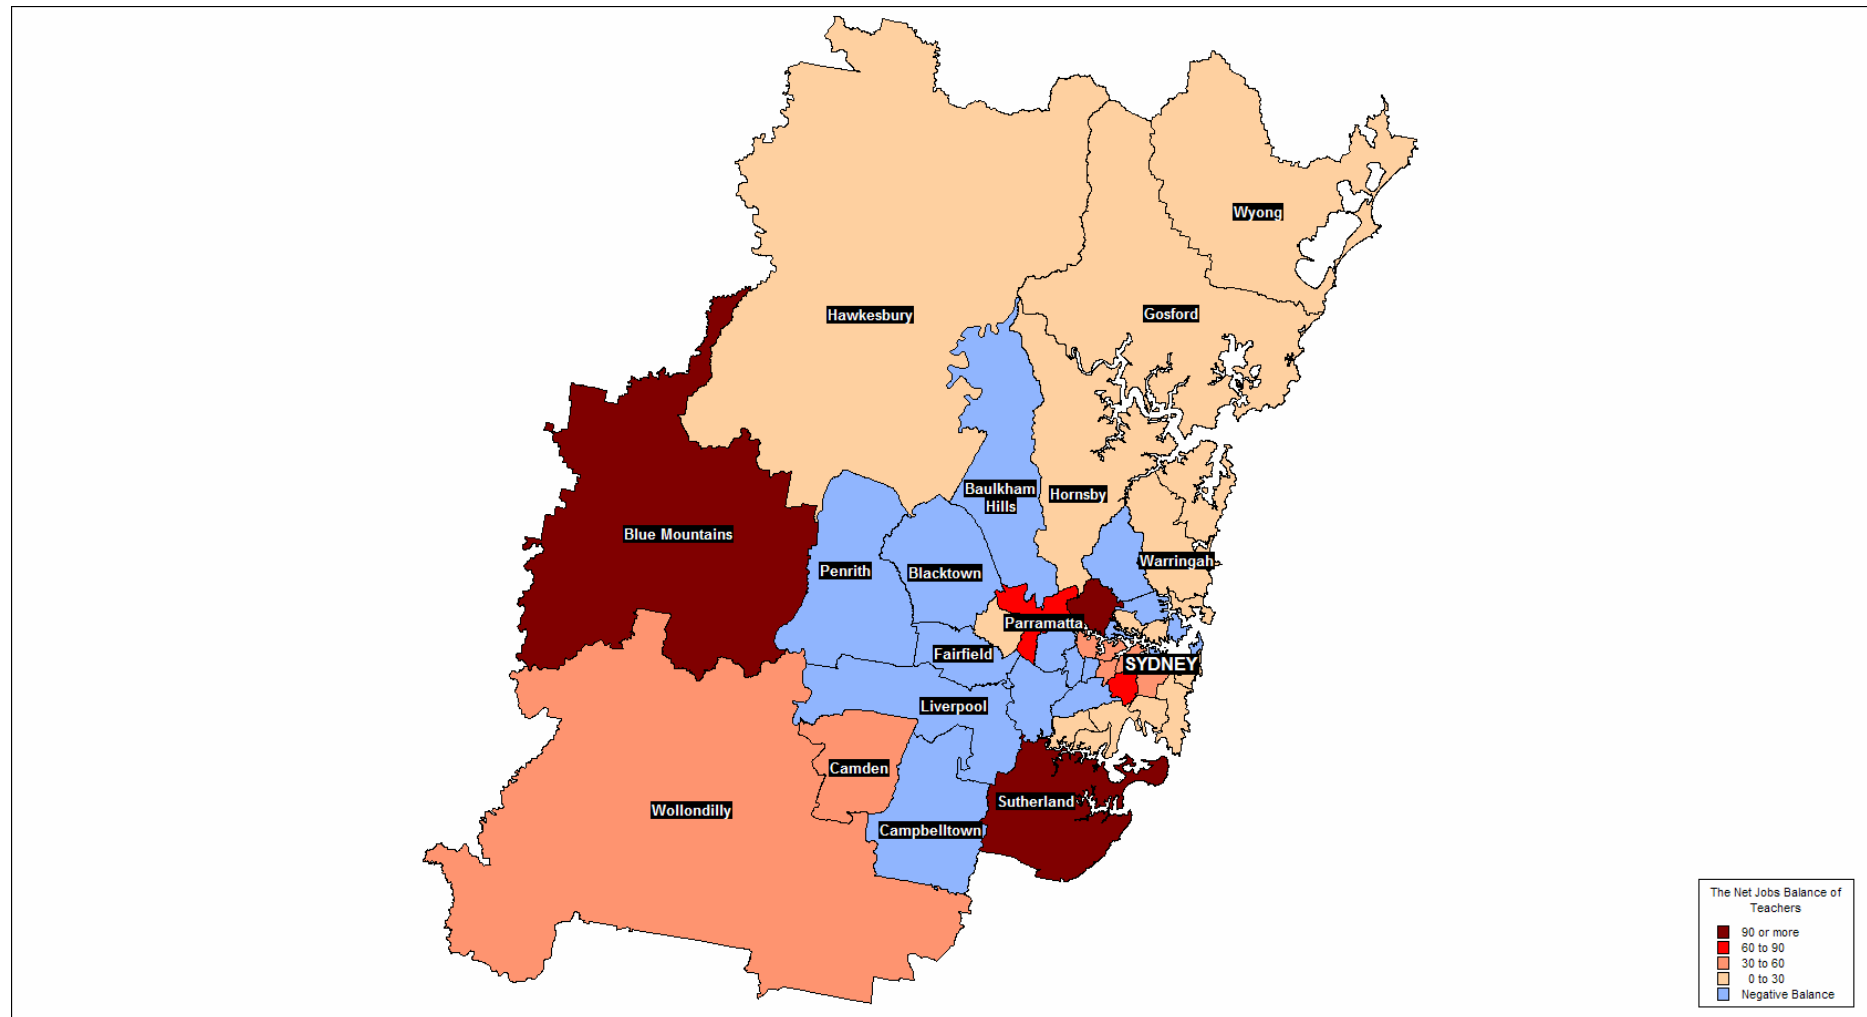 Wyong
Hawkesbury
Gosford
Baulkham
Hills
Hornsby
Blue Mountains
Warringah
Penrith
Blacktown
Parramatta
Fairfield
SYDNEY
Liverpool
Camden
Sutherland
Wollondilly
Campbelltown
The Net Jobs Balance of
Teachers
90 or more
60 to 90
30 to 60
0 to 30
Negative Balance